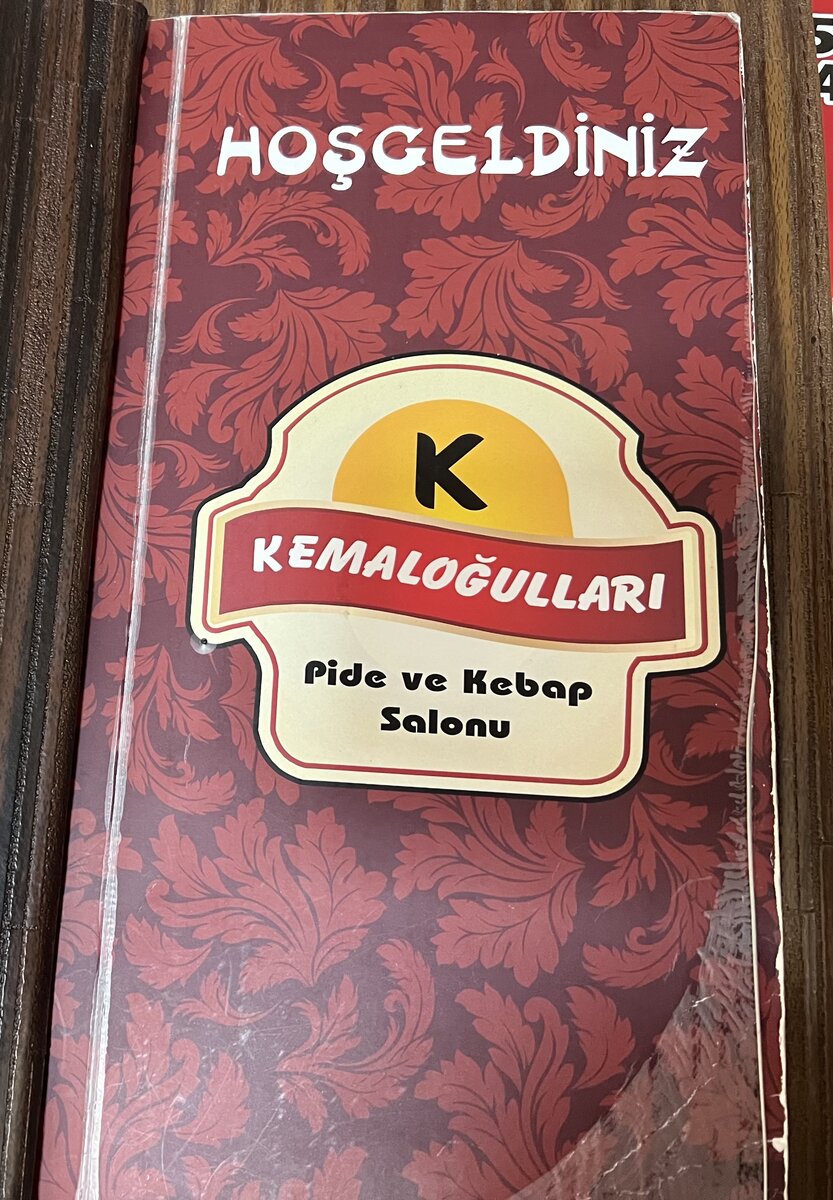 HOŞGELDİNİZ
K
KEMALOĞULLARI
Pide ve Kebap
Salonu